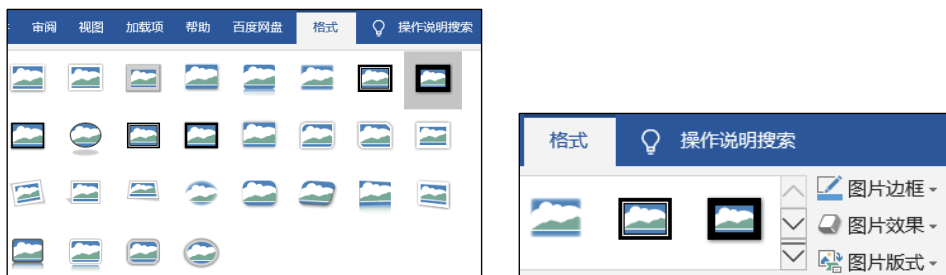 审阅 视图 加载项 帮助 百度网盘 格式 操作说明搜索
格式 操作说明搜索
图片边框
图片效果
图片版式